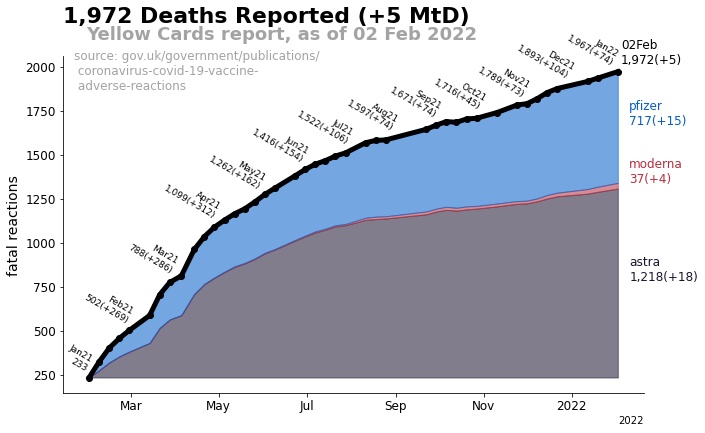 1,972 Deaths Reported (+5 MtD)
Yellow Cards report, as of 02 Feb 2022
source: gov.uk/government/publications/
coronavirus-covid-19-vaccine-
adverse-reactions
fatal reactions
2000
1750
1500
1250
1000
750
500
250
Jan21
233
Feb21
502(+269)
Mar21
788(+286)
Apr21
1,099(+312)
May21
1,262(+162)
Jun21
1,416(+154)
Jul21
1,522(+106)
Aug21
1,597(+74)
Sep21
1,671(+74)
Oct21
1,716(+45)
Nov21
1,789(+73)
Dec21
1,893(+104)
Jan22
1,967(+74)
02Feb
1,972(+5)
pfizer
717(+15)
moderna
37(+4)
astra
1,218(+18)
Mar
May
Jul
Sep
Nov
2022
2022